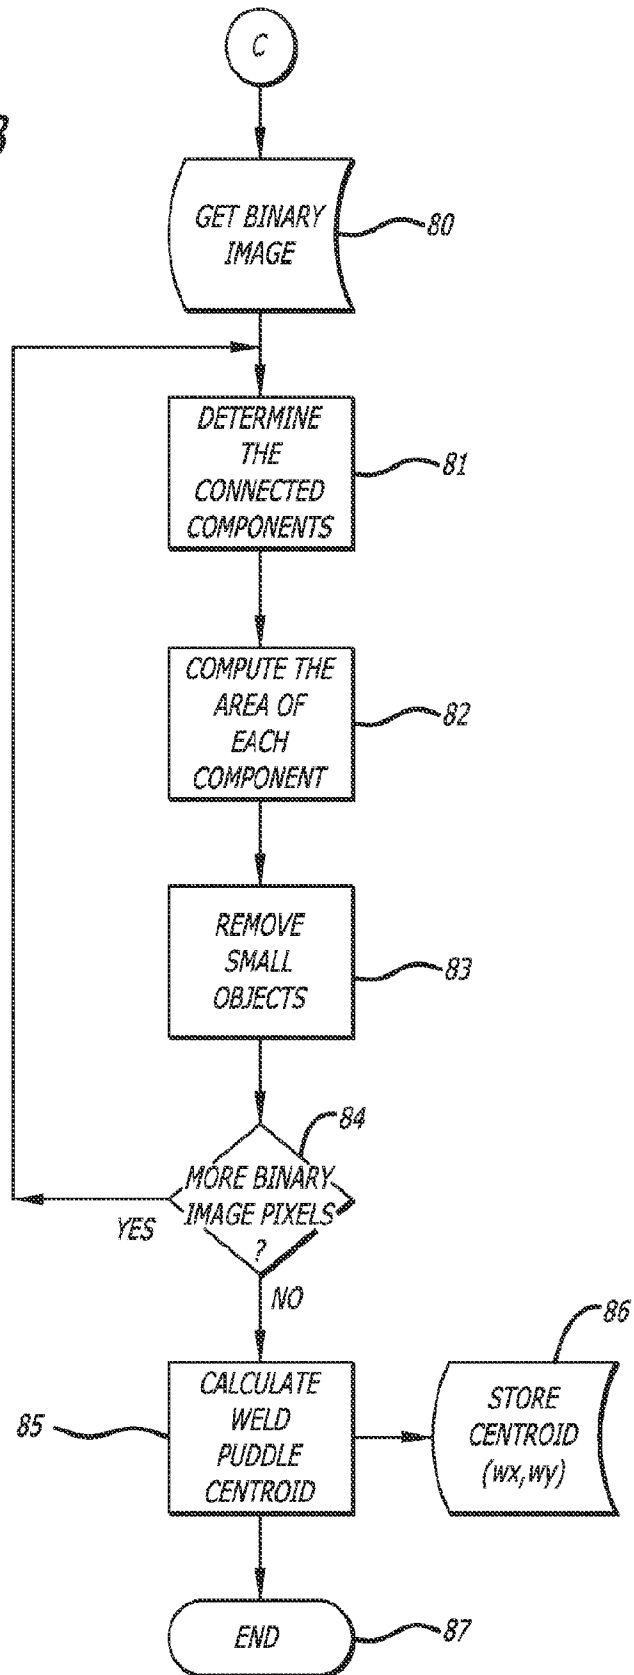 C
8
GET BINARY
IMAGE
80
DETERMINE
THE
CONNECTED
COMPONENTS
81
COMPUTE THE
AREA OF
EACH
COMPONENT
82
REMOVE
SMALL
OBJECTS
83
84
MORE BINARY
IMAGE PIXELS
?
YES
NO
86
CALCULATE
WELD
PUDDLE
CENTROID
85
STORE
CENTROID
(wx,wy)
END
87